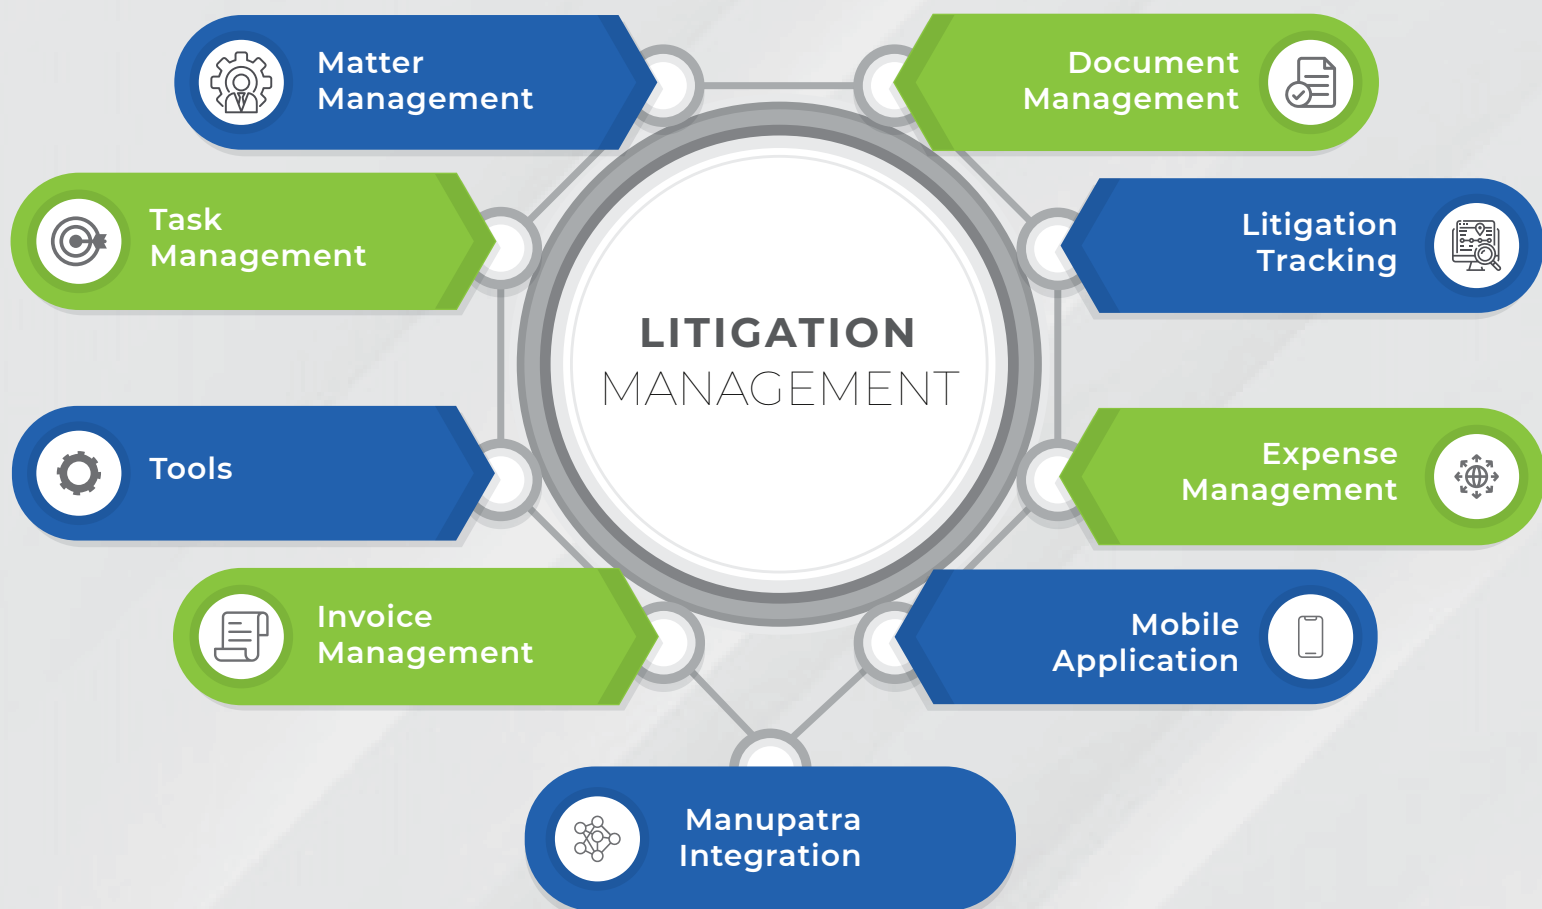 Matter
Management
Document
Management
Task
Management
Litigation
Tracking
LITIGATION
MANAGEMENT
Tools
Expense
Management
Invoice
Management
Mobile
Application
Manupatra
Integration